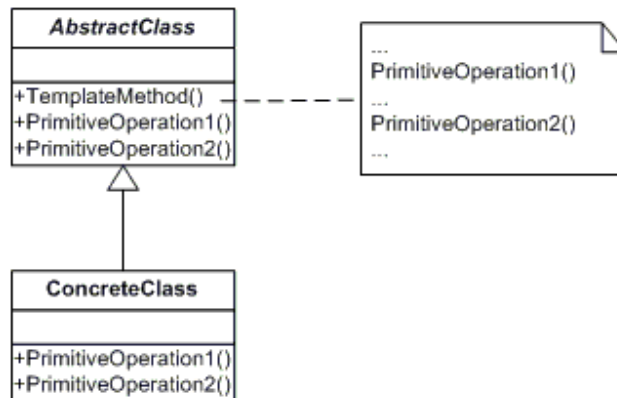 AbstractClass
+TemplateMethod()
+PrimitiveOperation1()
+PrimitiveOperation2()
...
PrimitiveOperation1()
...
PrimitiveOperation2()
...
ConcreteClass
+PrimitiveOperation1()
+PrimitiveOperation2()